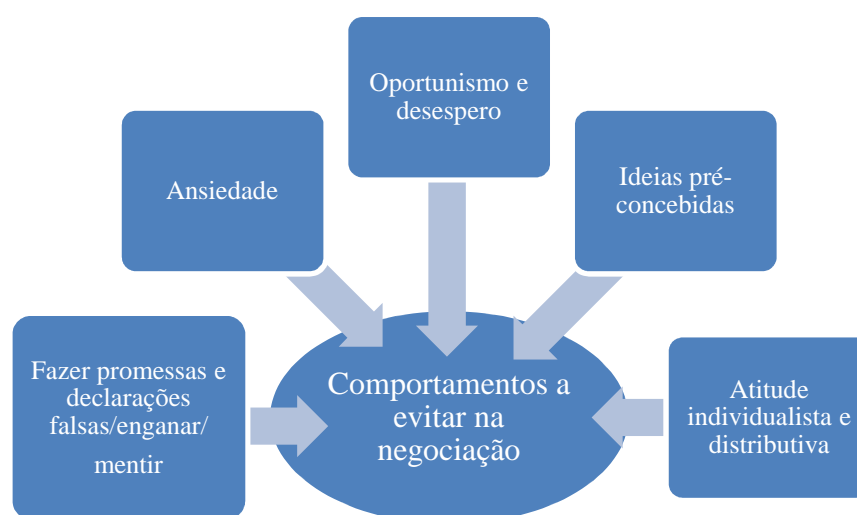 Oportunismo e
desespero
Ansiedade
Ideias pré-
concebidas
Fazer promessas e
declarações
falsas/enganar/
mentir
Comportamentos a
evitar na
negociação
Atitude
individualista e
distributiva